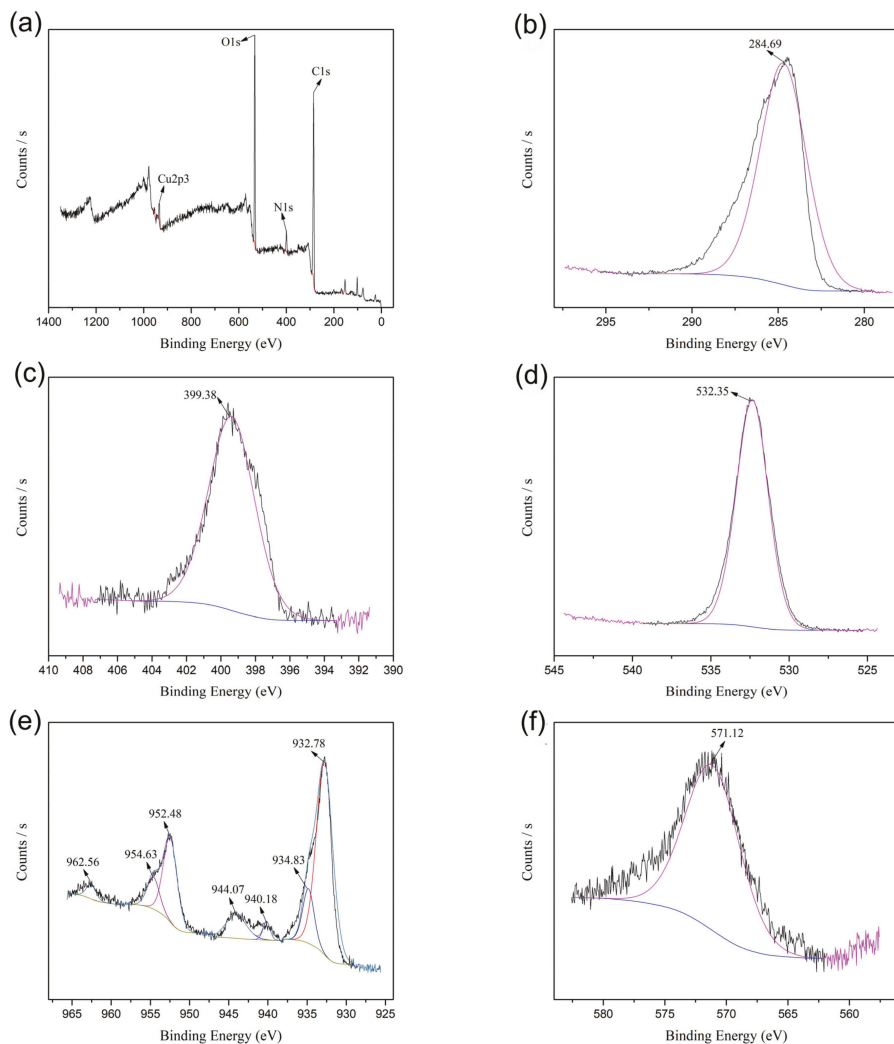 (a)
O1s
C1s
Cu2p3
N1s
Counts / s
1400 1200 1000 800 600 400 200 0
Binding Energy (eV)
(b)
284.69
Counts / s
295 290 285 280
Binding Energy (eV)
(c)
399.38
Counts / s
410 408 406 404 402 400 398 396 394 392 390
Binding Energy (eV)
(d)
532.35
Counts / s
545 540 535 530 525
Binding Energy (eV)
(e)
932.78
952.48
934.83
954.63
962.56
944.07
940.18
Counts / s
965 960 955 950 945 940 935 930 925
Binding Energy (eV)
(f)
571.12
Counts / s
580 575 570 565 560
Binding Energy (eV)